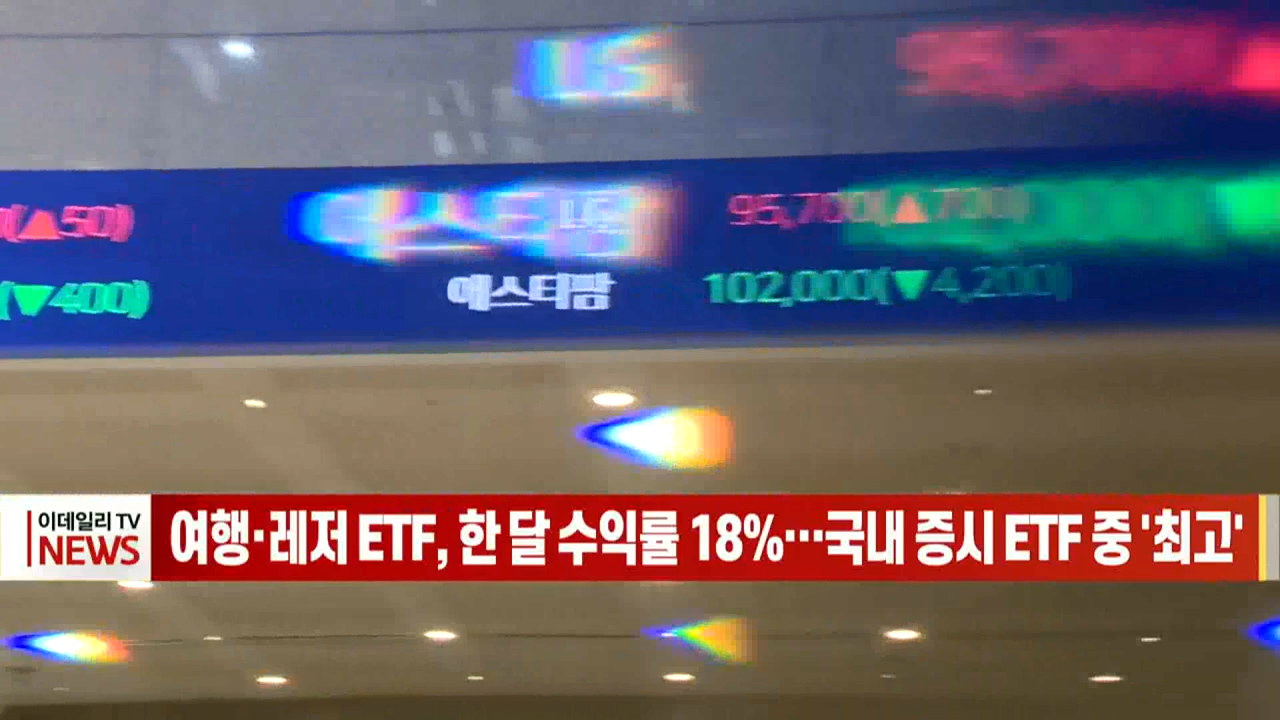 LS
(▲50)
95,700(▲700)
(▼400)
에스티팜
102,000(▼4,200)
이데일리 TV
NEWS
여행·레저 ETF, 한 달 수익률 18%…국내 증시 ETF 중 '최고'